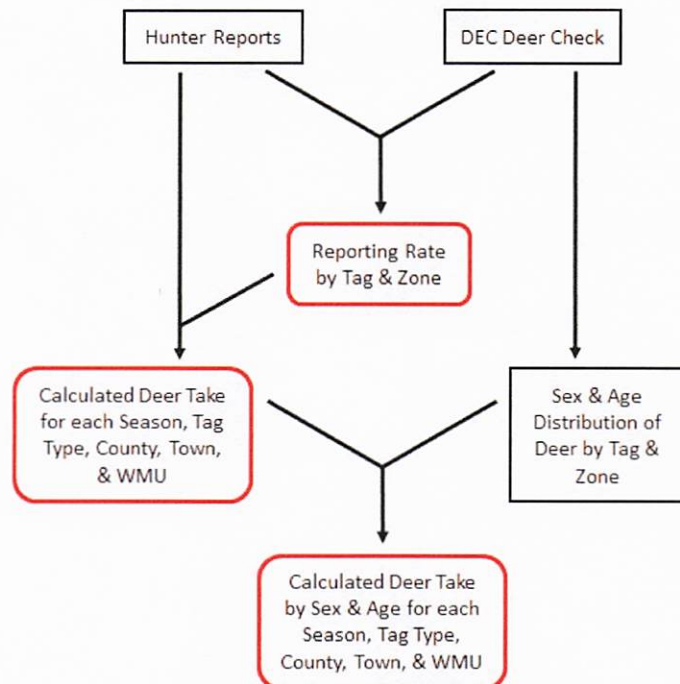 Hunter Reports
DEC Deer Check
Reporting Rate
by Tag & Zone
Calculated Deer Take
for each Season, Tag
Type, County, Town,
& WMU
Sex & Age
Distribution of
Deer by Tag &
Zone
Calculated Deer Take
by Sex & Age for each
Season, Tag Type,
County, Town, & WMU